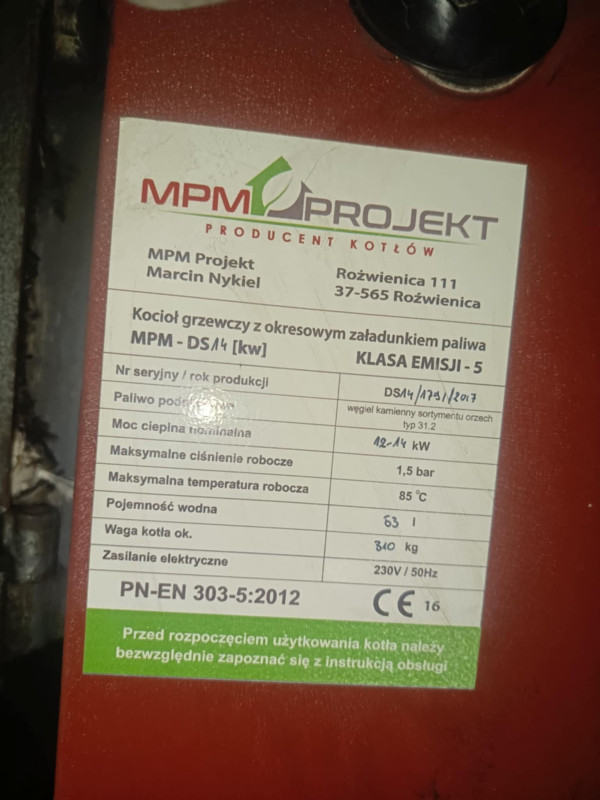 MPM PROJEKT
PRODUCENT KOTŁÓW
MPM Projekt
Marcin Nykiel
Roźwienica 111
37-565 Roźwienica
Kocioł grzewczy z okresowym załadunkiem paliwa
MPM - DS14 [kw] KLASA EMISJI - 5
Nr seryjny / rok produkcji DS14/179/2017
Paliwo węgiel kamienny sortymentu orzech
typ 31.2
Moc cieplna nominalna 12-14 kW
Maksymalne ciśnienie robocze 1,5 bar
Maksymalna temperatura robocza 85 °C
Pojemność wodna 63 l
Waga kotła ok. 310 kg
Zasilanie elektryczne 230V / 50Hz
PN-EN 303-5:2012 CE 16
Przed rozpoczęciem użytkowania kotła należy
bezwzględnie zapoznać się z instrukcją obsługi